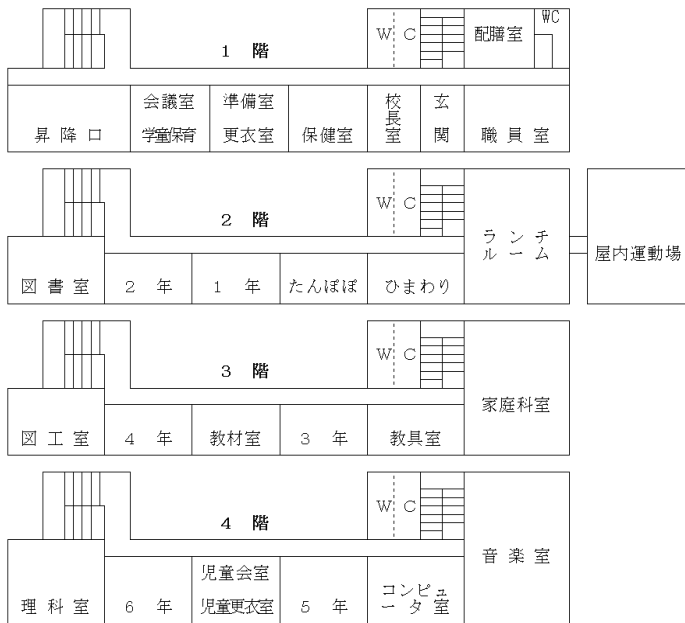 WC
W C
配膳室
1 階
会議室
学童保育
準備室
更衣室
校長室
玄関
昇降口
保健室
職員室
W C
2 階
ランチ
ルーム
屋内運動場
図書室
2 年
1 年
たんぽぽ
ひまわり
W C
3 階
家庭科室
図工室
4 年
教材室
3 年
教具室
W C
4 階
音楽室
児童会室
児童更衣室
コンピュ
ータ室
理科室
6 年
5 年